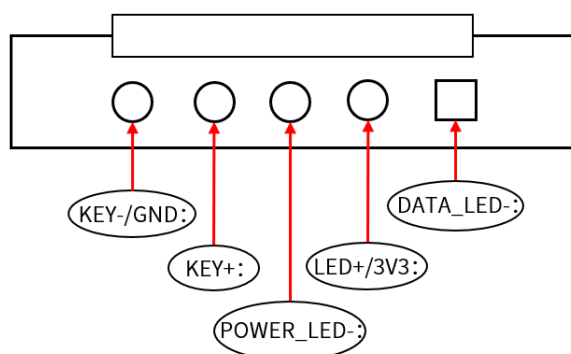 KEY-/GND：
KEY+：
POWER_LED-：
LED+/3V3：
DATA_LED-：